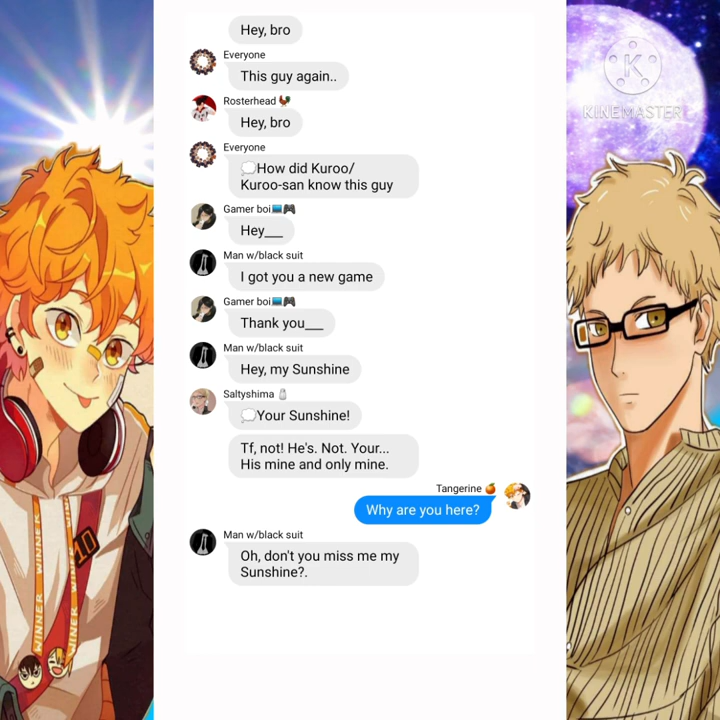 Hey, bro
Everyone
This guy again..
Rosterhead 🐓
Hey, bro
Everyone
💭How did Kuroo/
Kuroo-san know this guy
Gamer boi💻🎮
Hey___
Man w/black suit
I got you a new game
Gamer boi💻🎮
Thank you___
Man w/black suit
Hey, my Sunshine
Saltyshima 🧂
💭Your Sunshine!
Tf, not! He's. Not. Your...
His mine and only mine.
Tangerine 🍊
Why are you here?
Man w/black suit
Oh, don't you miss me my
Sunshine?.
K
KINEMASTER
WINNER WINNER
WINNER
10